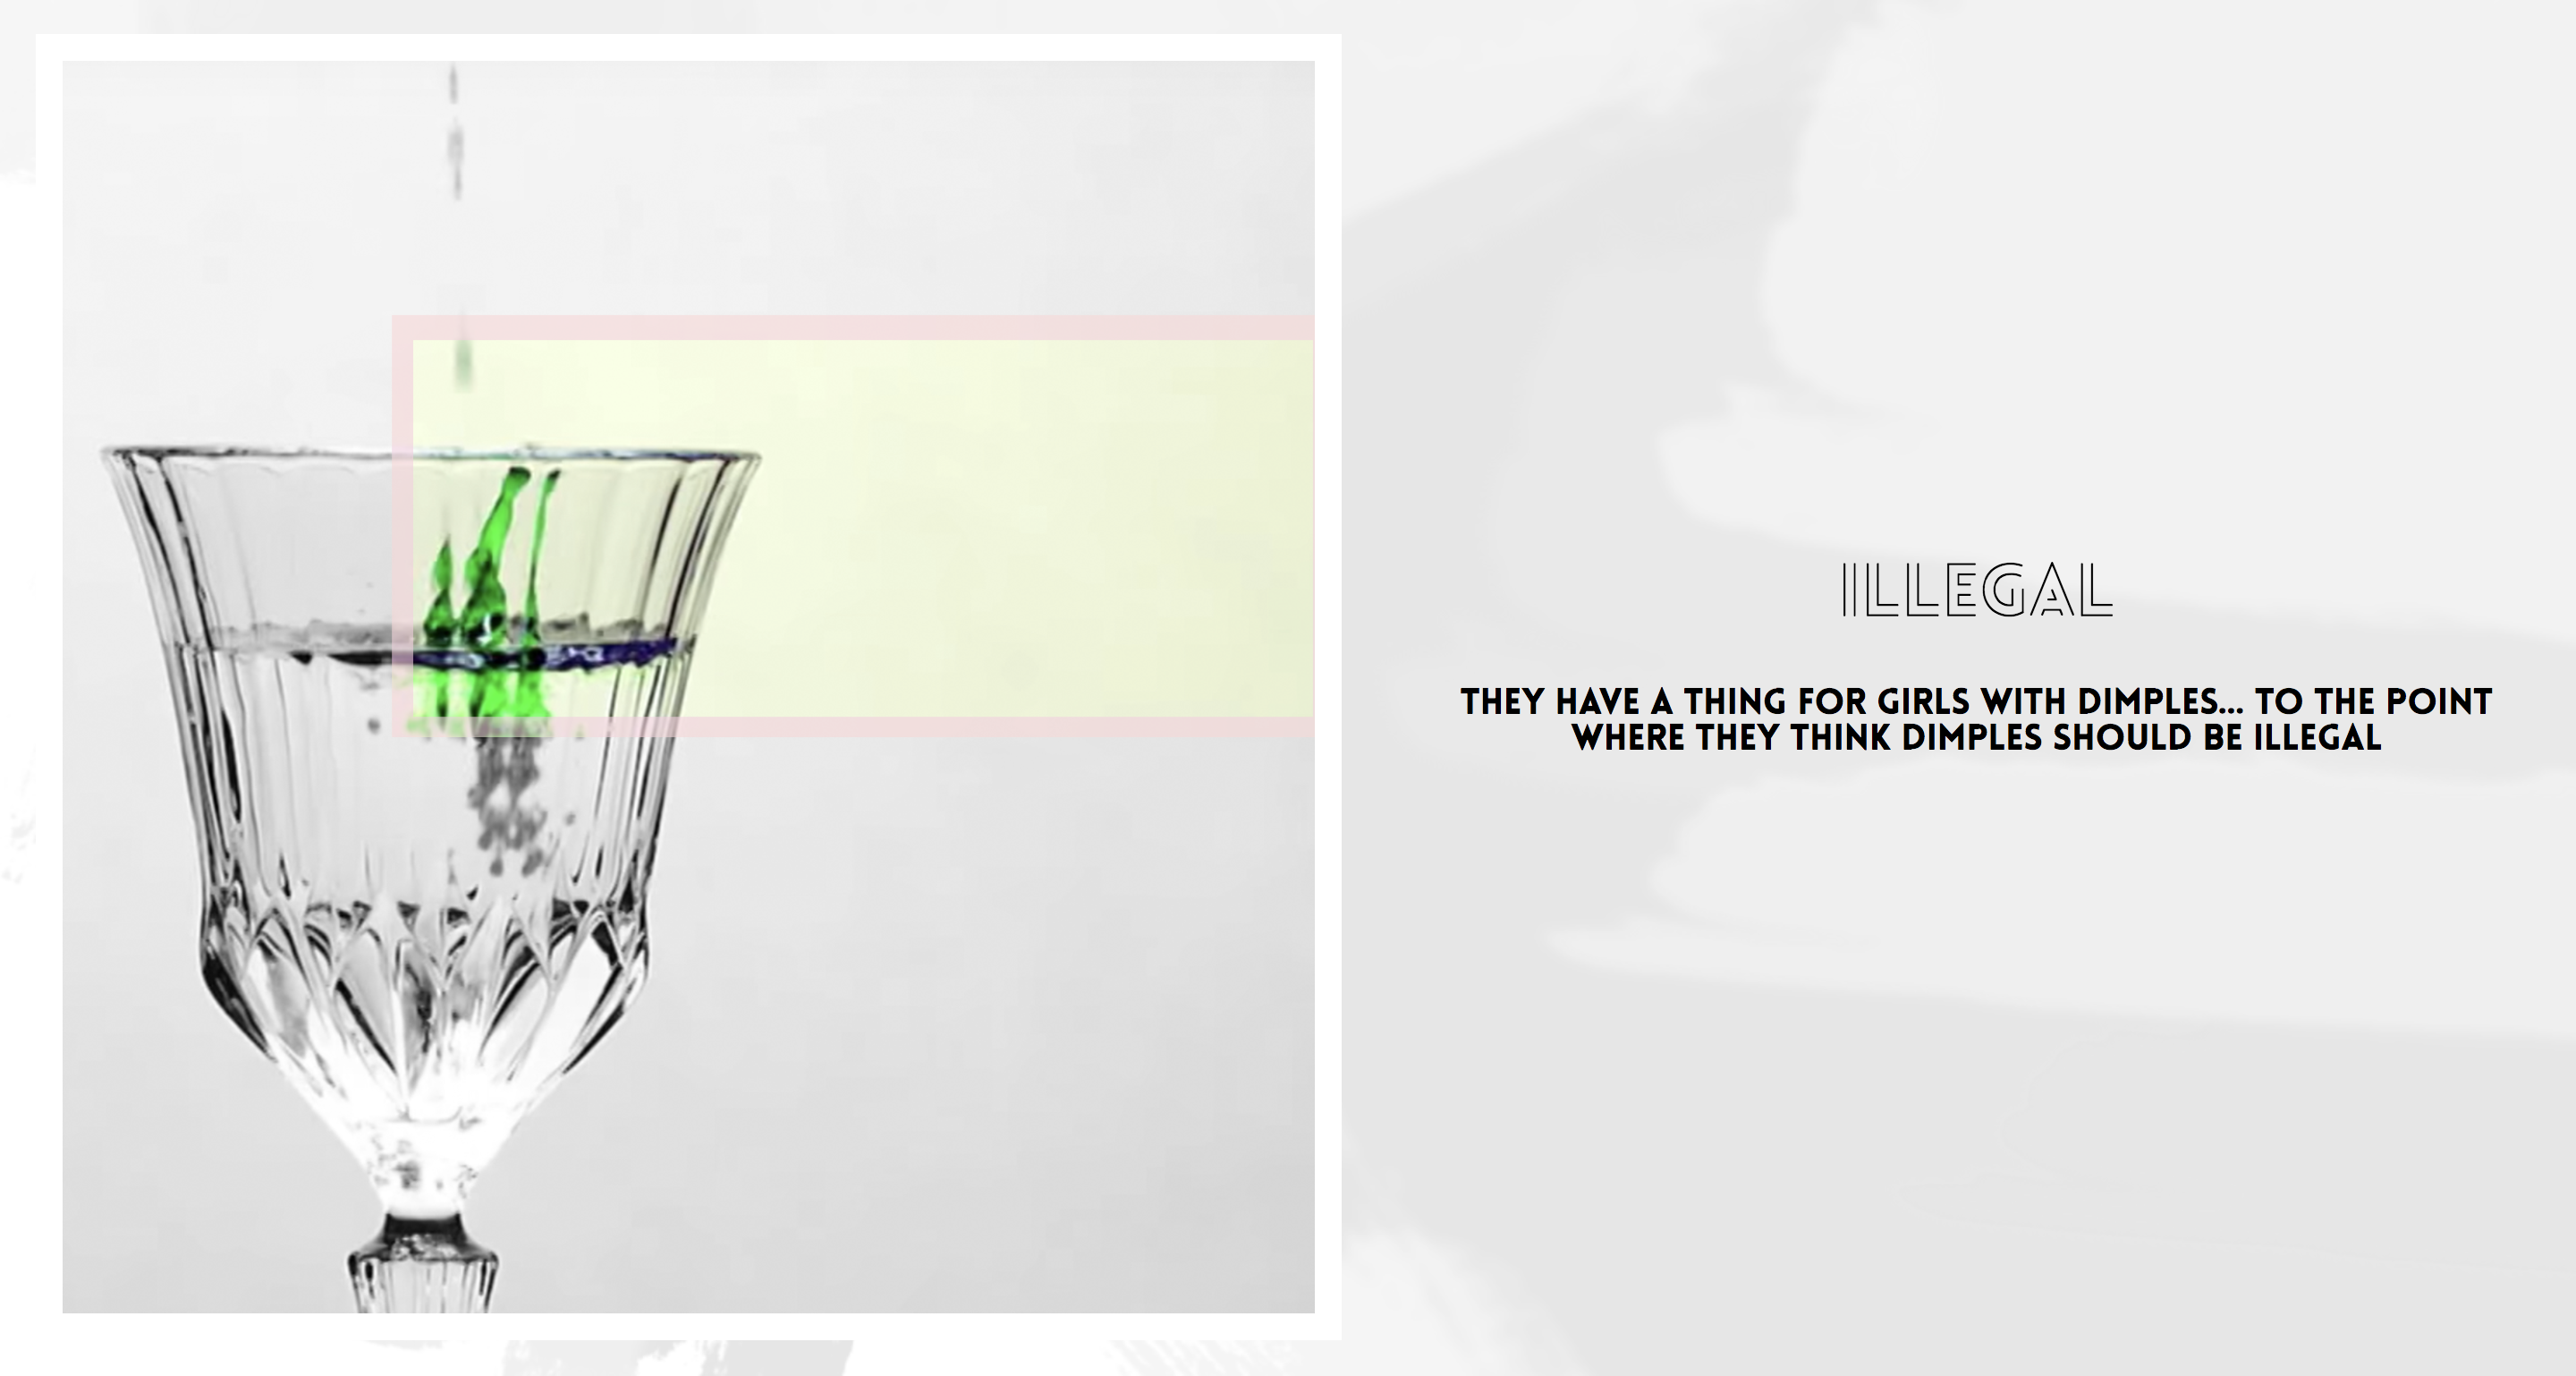 ILLEGAL
THEY HAVE A THING FOR GIRLS WITH DIMPLES... TO THE POINT
WHERE THEY THINK DIMPLES SHOULD BE ILLEGAL